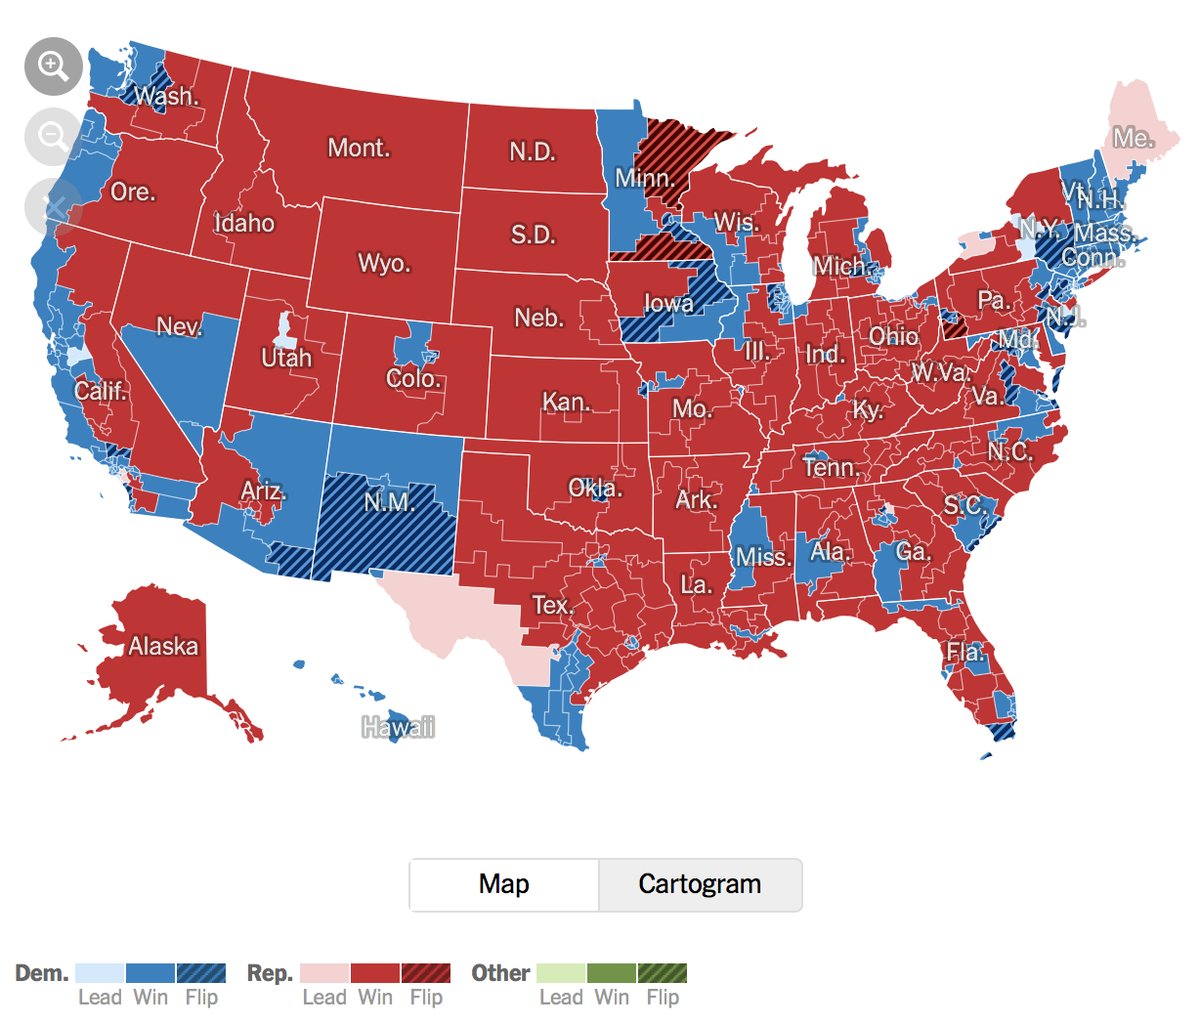 Wash.
Me.
Mont.
N.D.
Minn.
Ore.
Vt.
N.H.
Idaho
Wis.
N.Y.
Mass.
S.D.
Conn.
Wyo.
Mich.
Iowa
Pa.
Neb.
N.J.
Nev.
Ohio
Md.
Utah
Ill.
Ind.
Colo.
W.Va.
Calif.
Va.
Kan.
Mo.
Ky.
N.C.
Tenn.
Okla.
Ariz.
N.M.
Ark.
S.C.
Miss.
Ala.
Ga.
La.
Tex.
Alaska
Fla.
Hawaii
Map
Cartogram
Dem.
Lead Win Flip
Rep.
Lead Win Flip
Other
Lead Win Flip